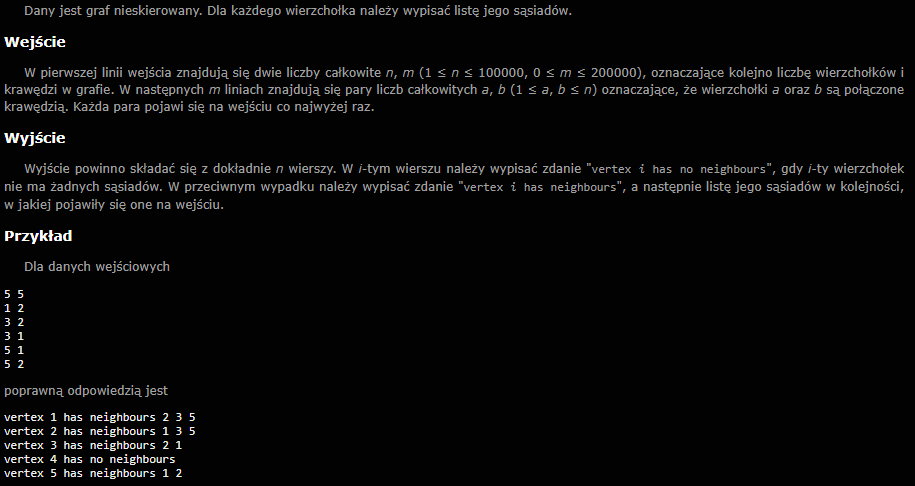 Dany jest graf nieskierowany. Dla każdego wierzchołka należy wypisać listę jego sąsiadów.
Wejście
W pierwszej linii wejścia znajdują się dwie liczby całkowite n, m (1 ≤ n ≤ 100000, 0 ≤ m ≤ 200000), oznaczające kolejno liczbę wierzchołków i
krawędzi w grafie. W następnych m liniach znajdują się pary liczb całkowitych a, b (1 ≤ a, b ≤ n) oznaczające, że wierzchołki a oraz b są połączone
krawędzią. Każda para pojawi się na wejściu co najwyżej raz.
Wyjście
Wyjście powinno składać się z dokładnie n wierszy. W i-tym wierszu należy wypisać zdanie "vertex i has no neighbours", gdy i-ty wierzchołek
nie ma żadnych sąsiadów. W przeciwnym wypadku należy wypisać zdanie "vertex i has neighbours", a następnie listę jego sąsiadów w kolejności,
w jakiej pojawiły się one na wejściu.
Przykład
Dla danych wejściowych
5 5
1 2
3 2
3 1
5 1
5 2
poprawną odpowiedzią jest
vertex 1 has neighbours 2 3 5
vertex 2 has neighbours 1 3 5
vertex 3 has neighbours 2 1
vertex 4 has no neighbours
vertex 5 has neighbours 1 2